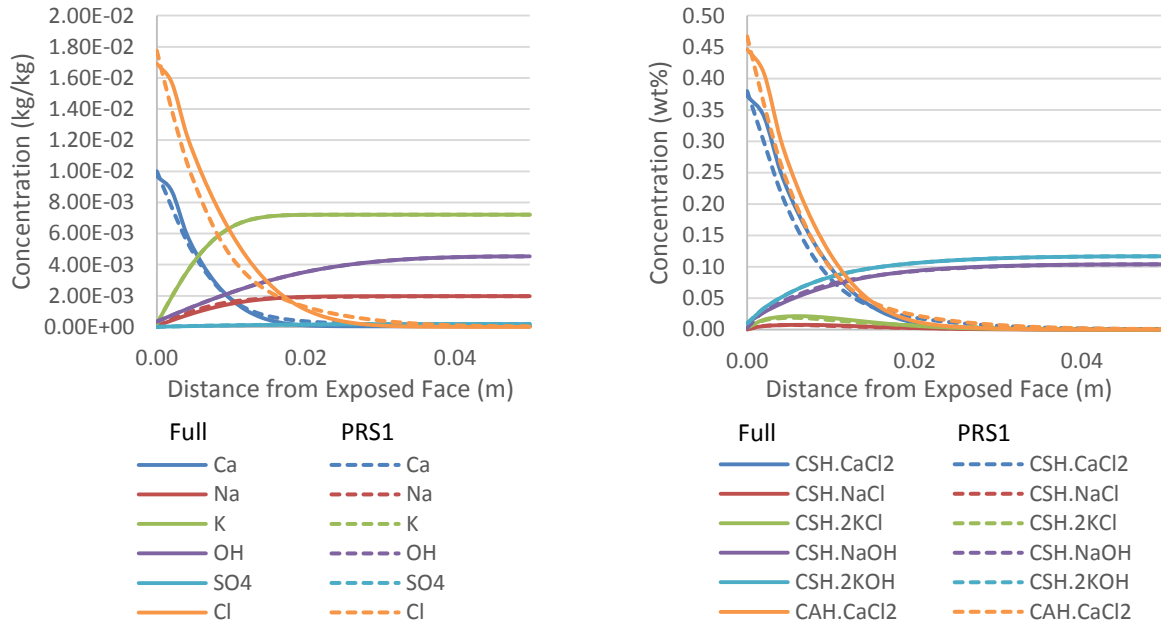 2.00E-02
1.80E-02
1.60E-02
1.40E-02
1.20E-02
1.00E-02
8.00E-03
6.00E-03
4.00E-03
2.00E-03
0.00E+00
Concentration (kg/kg)
0.00 0.02 0.04
Distance from Exposed Face (m)
Full PRS1
Ca Ca
Na Na
K K
OH OH
SO4 SO4
Cl Cl
0.50
0.45
0.40
0.35
0.30
0.25
0.20
0.15
0.10
0.05
0.00
Concentration (wt%)
0.00 0.02 0.04
Distance from Exposed Face (m)
Full PRS1
CSH.CaCl2 CSH.CaCl2
CSH.NaCl CSH.NaCl
CSH.2KCl CSH.2KCl
CSH.NaOH CSH.NaOH
CSH.2KOH CSH.2KOH
CAH.CaCl2 CAH.CaCl2